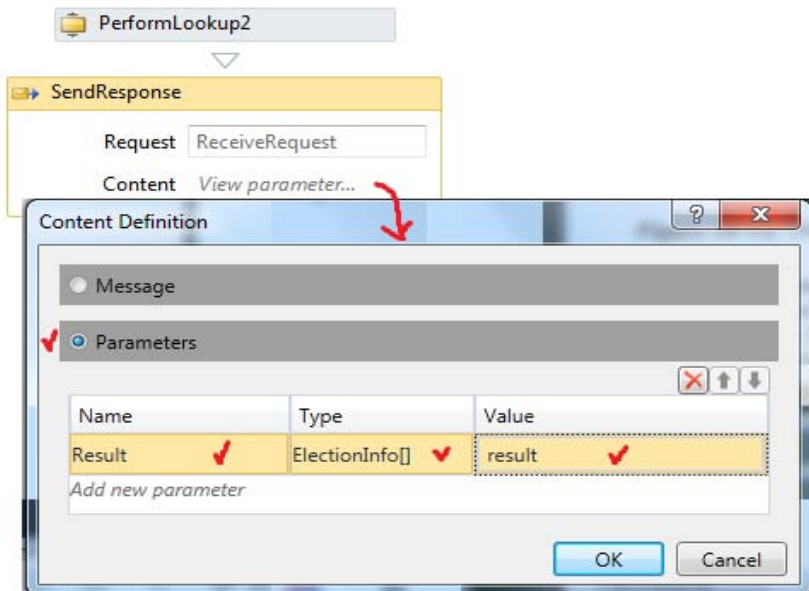 PerformLookup2
SendResponse
Request ReceiveRequest
Content View parameter...
Content Definition
Message
Parameters
Name Type Value
Result ElectionInfo[] result
Add new parameter
OK Cancel